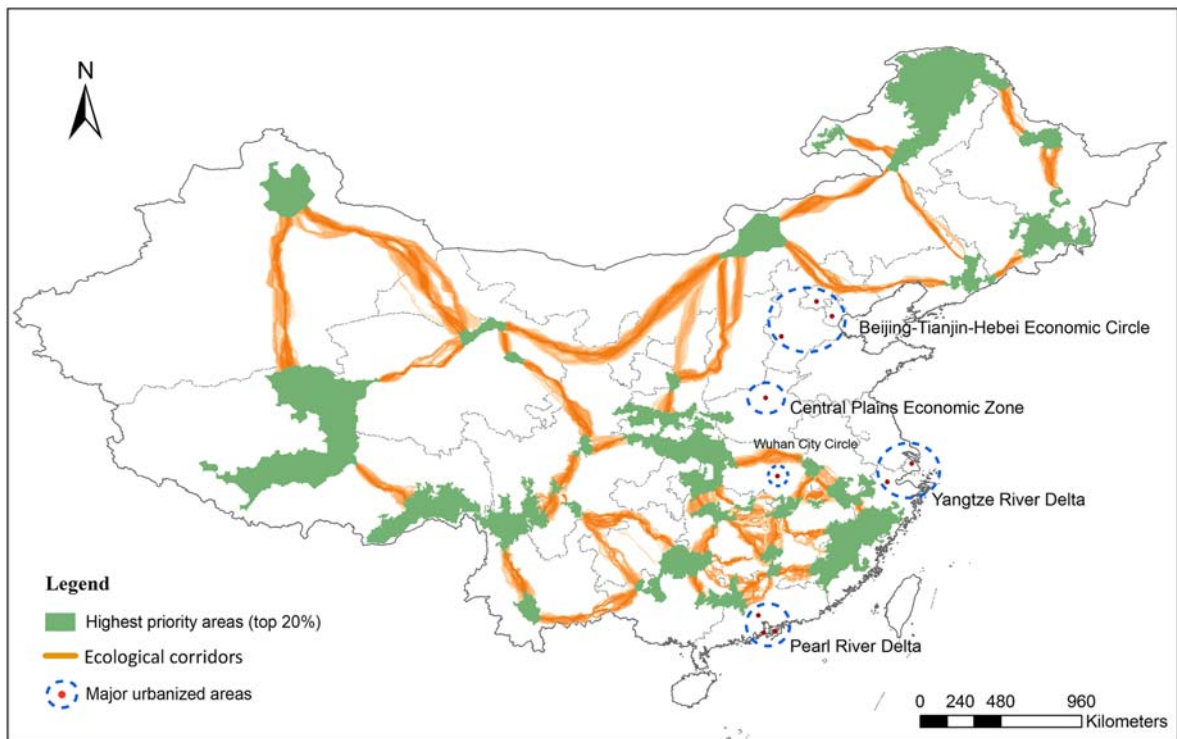 N
Beijing-Tianjin-Hebei Economic Circle
Central Plains Economic Zone
Wuhan City Circle
Yangtze River Delta
Pearl River Delta
Legend
Highest priority areas (top 20%)
Ecological corridors
Major urbanized areas
0 240 480 960
Kilometers